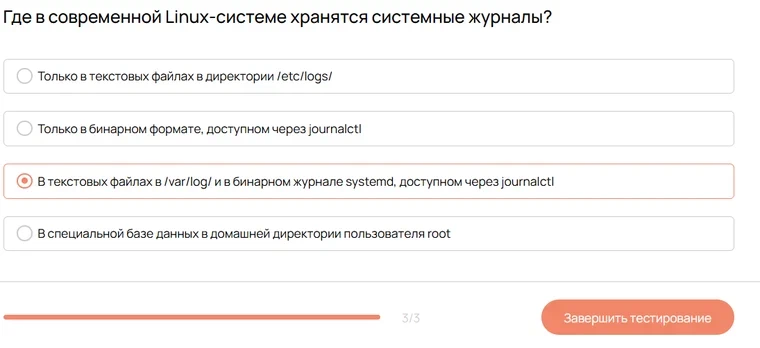 Где в современной Linux-системе хранятся системные журналы?
Только в текстовых файлах в директории /etc/logs/
Только в бинарном формате, доступном через journalctl
В текстовых файлах в /var/log/ и в бинарном журнале systemd, доступном через journalctl
В специальной базе данных в домашней директории пользователя root
3/3
Завершить тестирование